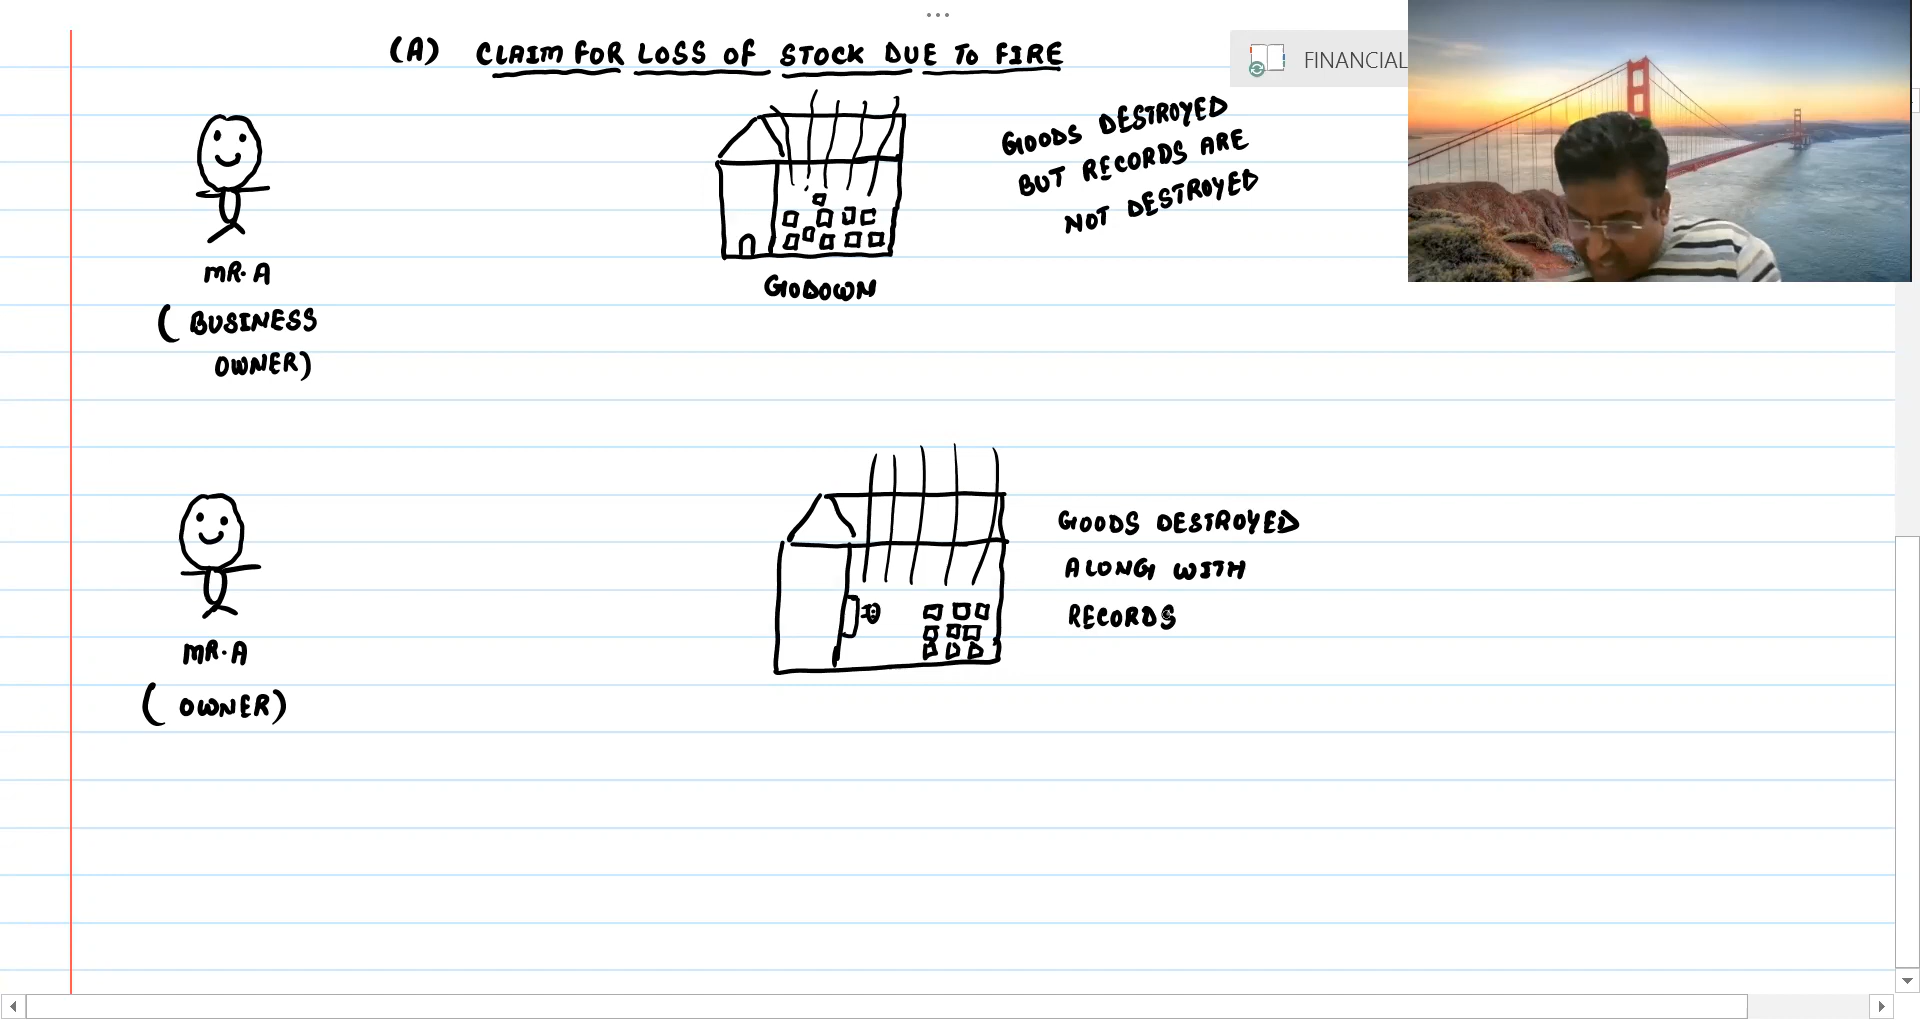 (A) CLAIM FOR LOSS OF STOCK DUE TO FIRE
FINANCIAL
GOODS DESTROYED
BUT RECORDS ARE
NOT DESTROYED
MR. A
(BUSINESS
OWNER)
GODOWN
GOODS DESTROYED
ALONG WITH
RECORDS
MR. A
(OWNER)